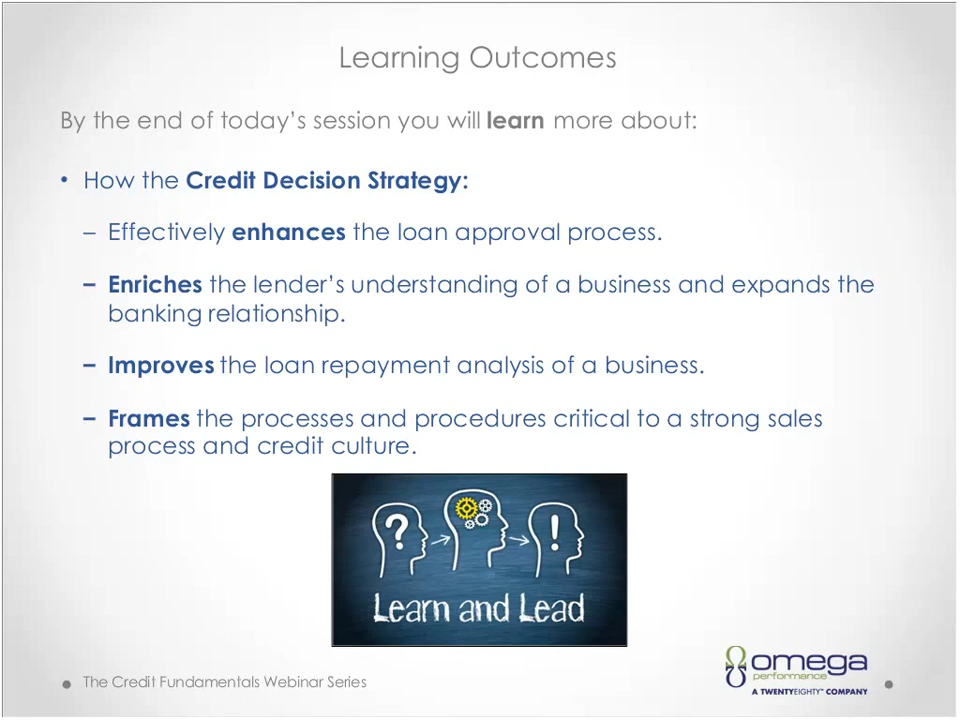 Learning Outcomes
By the end of today's session you will learn more about:
• How the Credit Decision Strategy:
– Effectively enhances the loan approval process.
– Enriches the lender's understanding of a business and expands the
banking relationship.
– Improves the loan repayment analysis of a business.
– Frames the processes and procedures critical to a strong sales
process and credit culture.
? !
Learn and Lead
The Credit Fundamentals Webinar Series
omega
performance
A TWENTYEIGHTY™ COMPANY